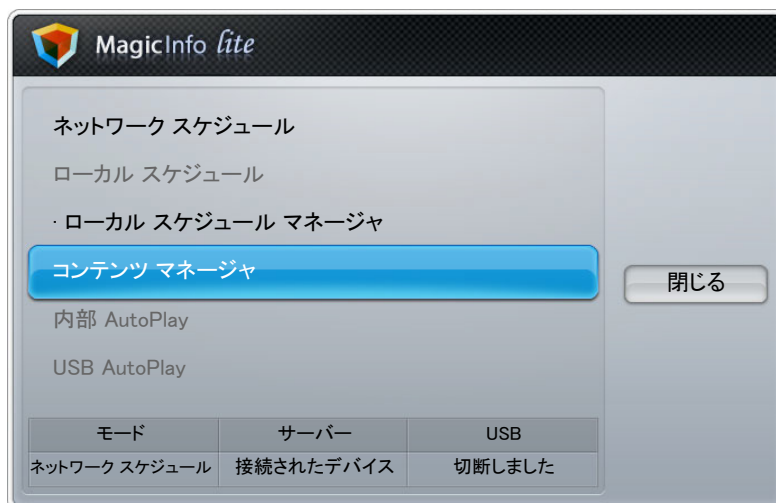 MagicInfo lite
ネットワーク スケジュール
ローカル スケジュール
· ローカル スケジュール マネージャ
コンテンツ マネージャ
内部 AutoPlay
USB AutoPlay
閉じる
モード サーバー USB
ネットワーク スケジュール 接続されたデバイス 切断しました